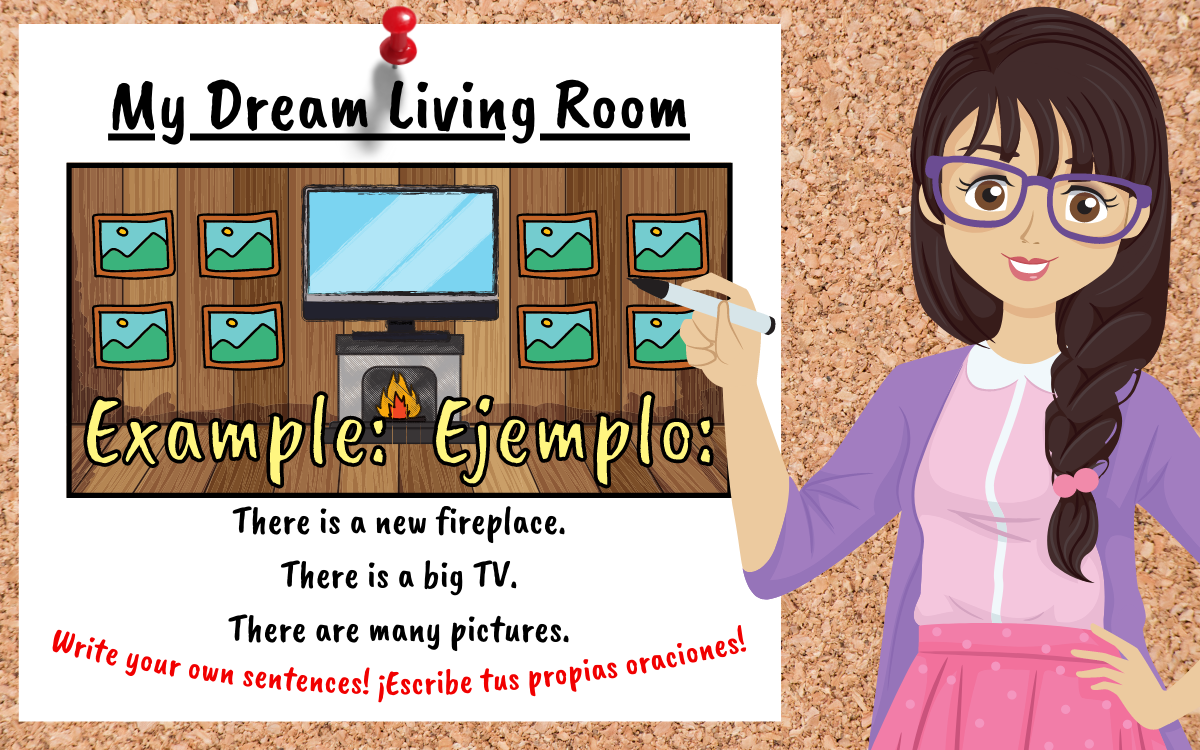 My Dream Living Room
Example: Ejemplo:
There is a new fireplace.
There is a big TV.
There are many pictures.
Write your own sentences! ¡Escribe tus propias oraciones!